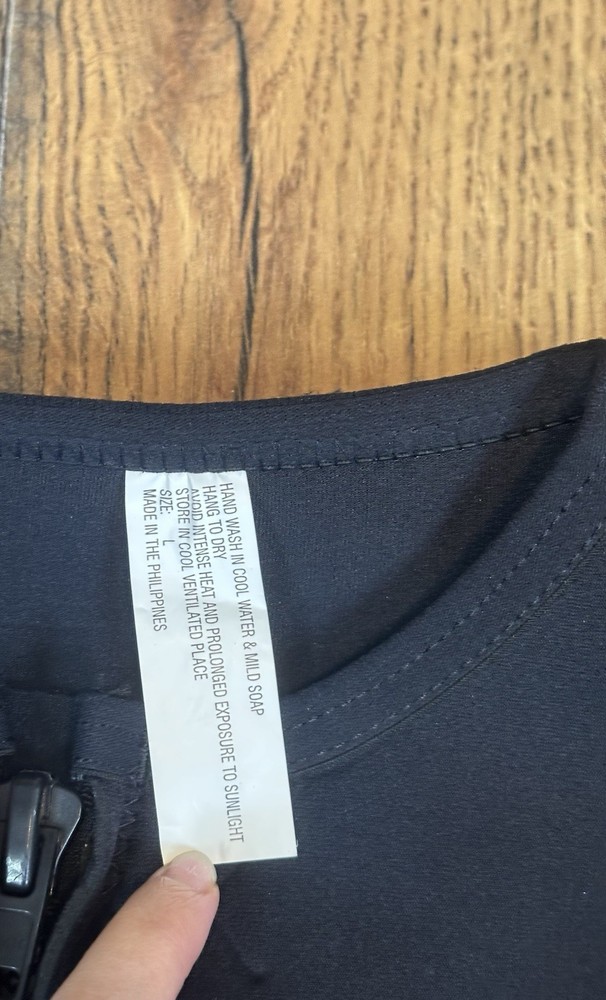 HAND WASH IN COOL WATER & MILD SOAP
HANG TO DRY
AVOID INTENSE HEAT AND PROLONGED EXPOSURE TO SUNLIGHT
STORE IN COOL VENTILATED PLACE
SIZE: L
MADE IN THE PHILIPPINES